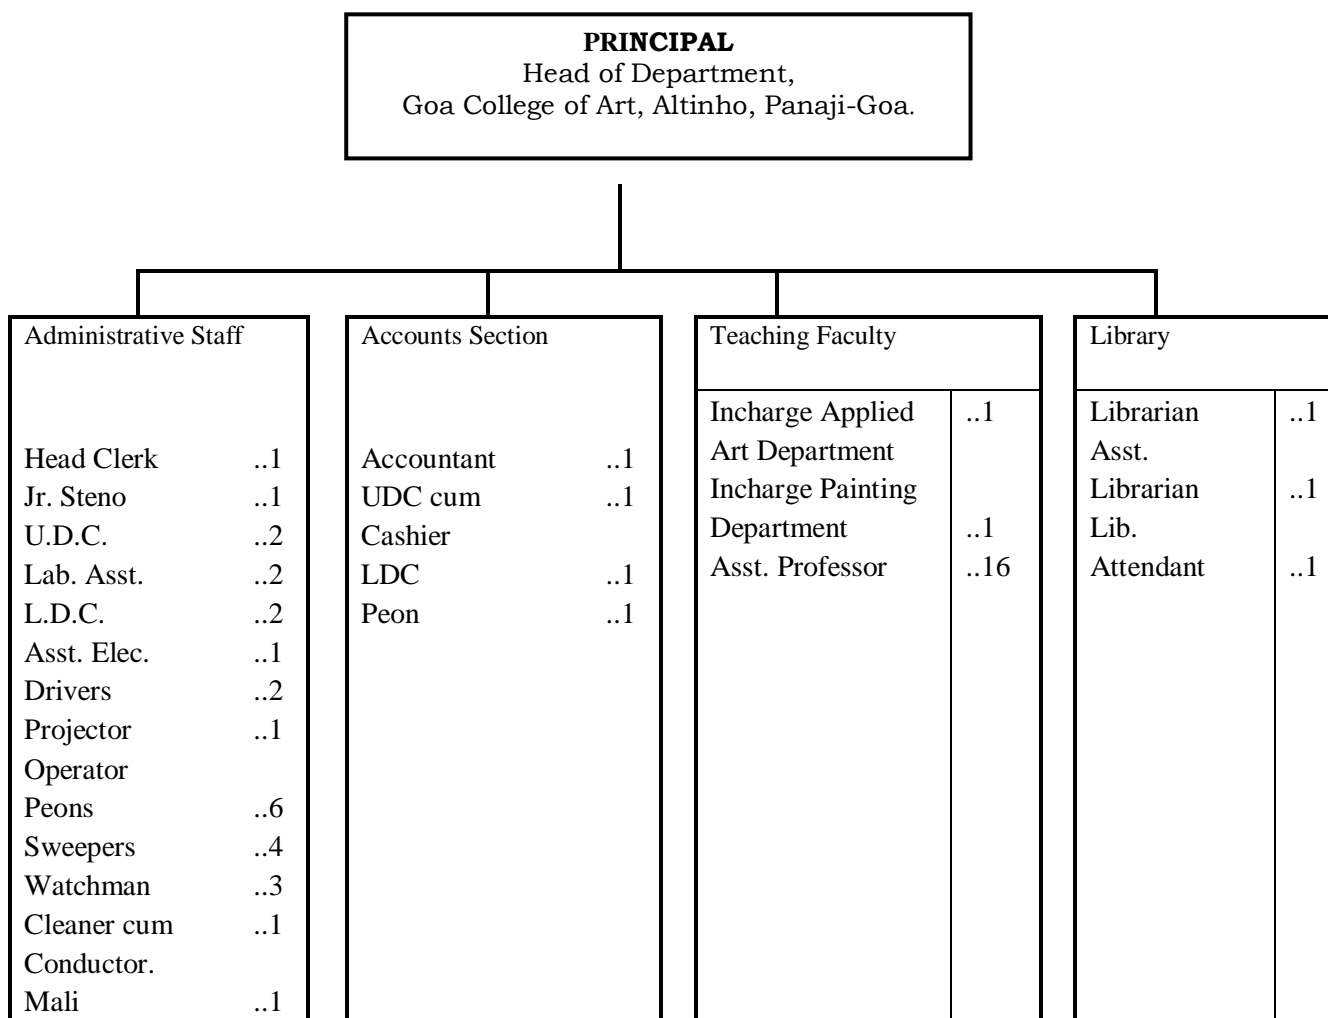 PRINCIPAL
Head of Department,
Goa College of Art, Altinho, Panaji-Goa.
Administrative Staff
Head Clerk ..1
Jr. Steno ..1
U.D.C. ..2
Lab. Asst. ..2
L.D.C. ..2
Asst. Elec. ..1
Drivers ..2
Projector ..1
Operator
Peons ..6
Sweepers ..4
Watchman ..3
Cleaner cum ..1
Conductor.
Mali ..1
Accounts Section
Accountant ..1
UDC cum ..1
Cashier
LDC ..1
Peon ..1
Teaching Faculty
Incharge Applied ..1
Art Department
Incharge Painting
Department ..1
Asst. Professor ..16
Library
Librarian ..1
Asst.
Librarian ..1
Lib.
Attendant ..1